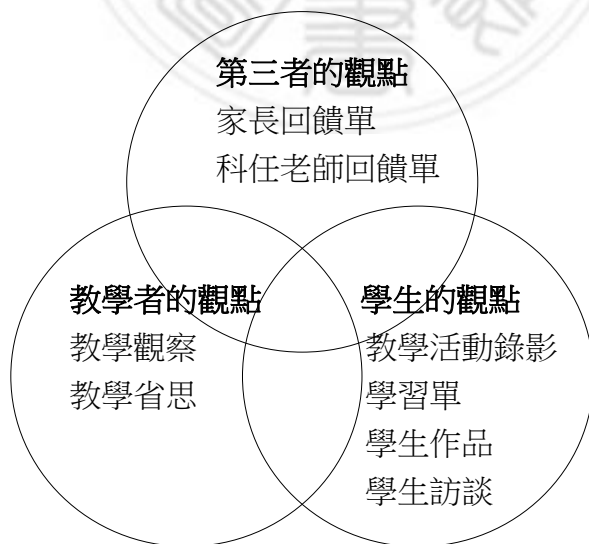 第三者的觀點
家長回饋單
科任老師回饋單
教學者的觀點
教學觀察
教學省思
學生的觀點
教學活動錄影
學習單
學生作品
學生訪談